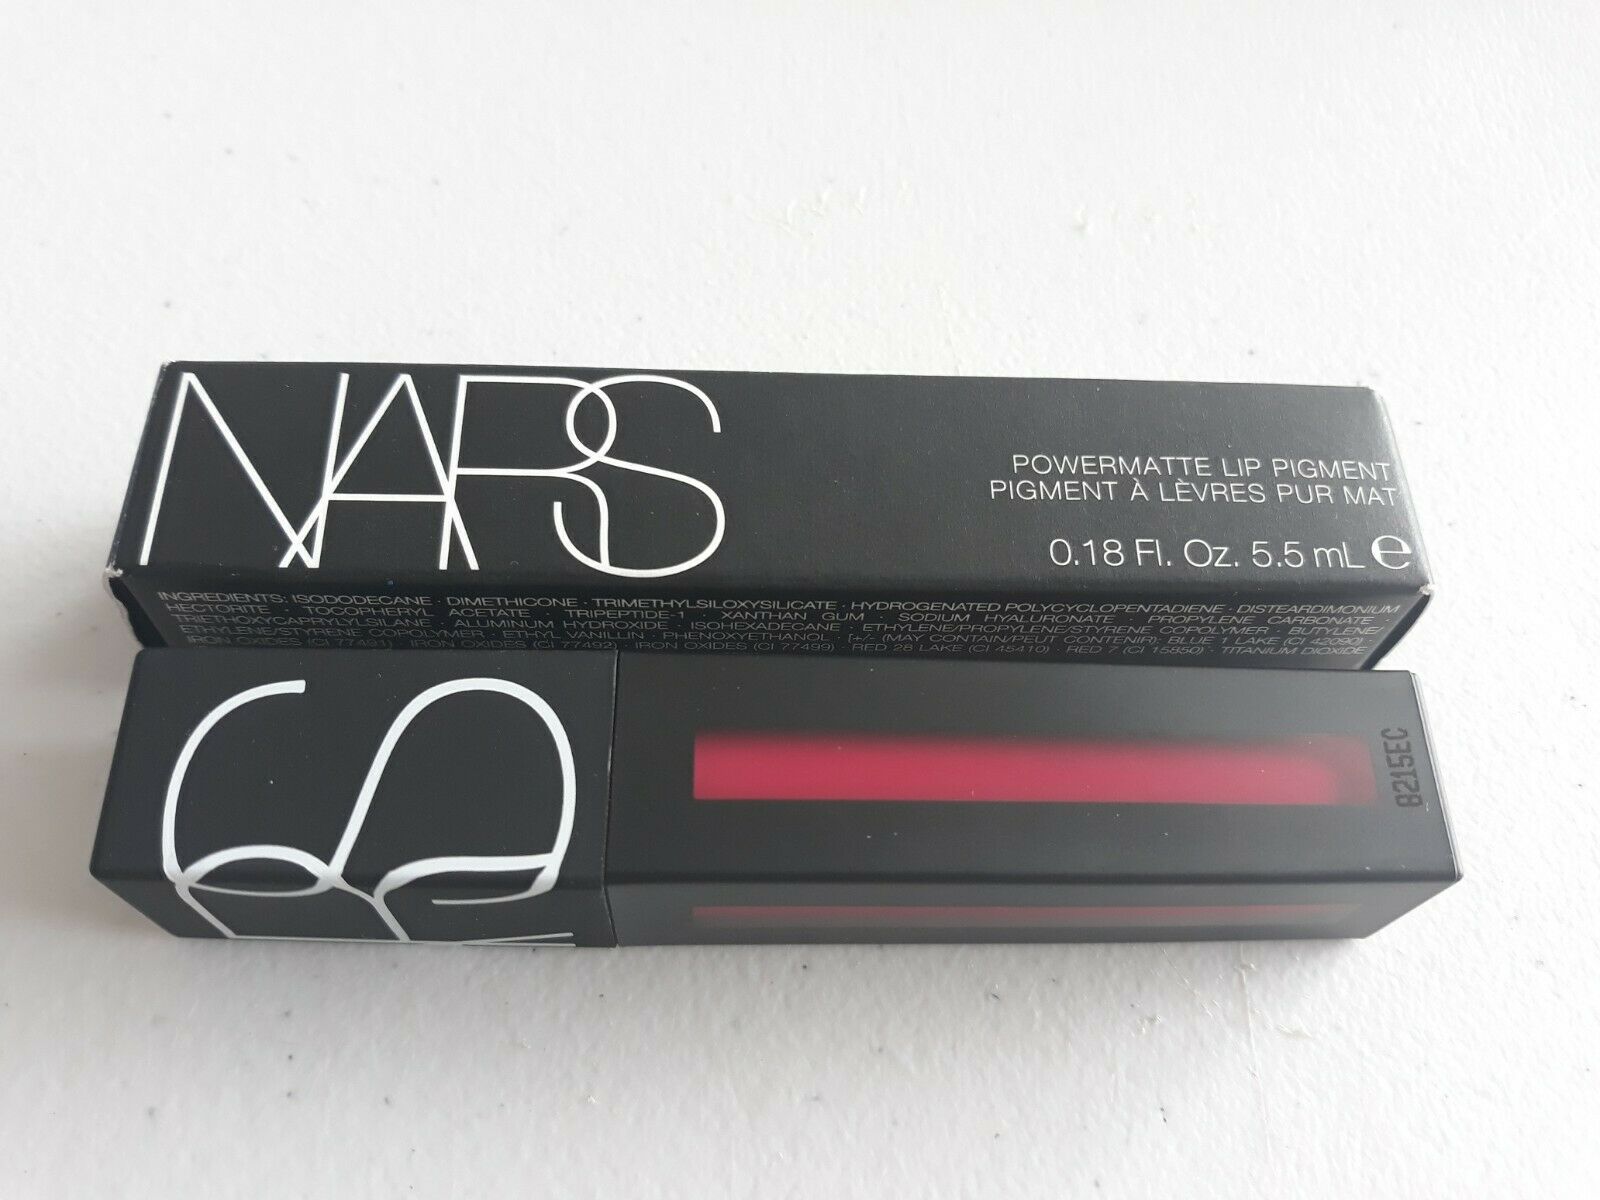 NARS
POWERMATTE LIP PIGMENT
PIGMENT À LÈVRES PUR MAT
0.18 Fl. Oz. 5.5 mL ℮
INGREDIENTS: ISODODECANE · DIMETHICONE · TRIMETHYLSILOXYSILICATE · HYDROGENATED POLYCYCLOPENTADIENE · DISTEARDIMONIUM
HECTORITE · TOCOPHERYL ACETATE · TRIPEPTIDE-1 · XANTHAN GUM · SODIUM HYALURONATE · PROPYLENE CARBONATE ·
TRIETHOXYCAPRYLYLSILANE · ALUMINUM HYDROXIDE · ISOHEXADECANE · ETHYLENE/PROPYLENE/STYRENE COPOLYMER · BUTYLENE/
ETHYLENE/STYRENE COPOLYMER · ETHYL VANILLIN · PHENOXYETHANOL · [+/- (MAY CONTAIN/PEUT CONTENIR): BLUE 1 LAKE (CI 42090) ·
IRON OXIDES (CI 77491) · IRON OXIDES (CI 77492) · IRON OXIDES (CI 77499) · RED 28 LAKE (CI 45410) · RED 7 (CI 15850) · TITANIUM DIOXIDE
RS
8215EC